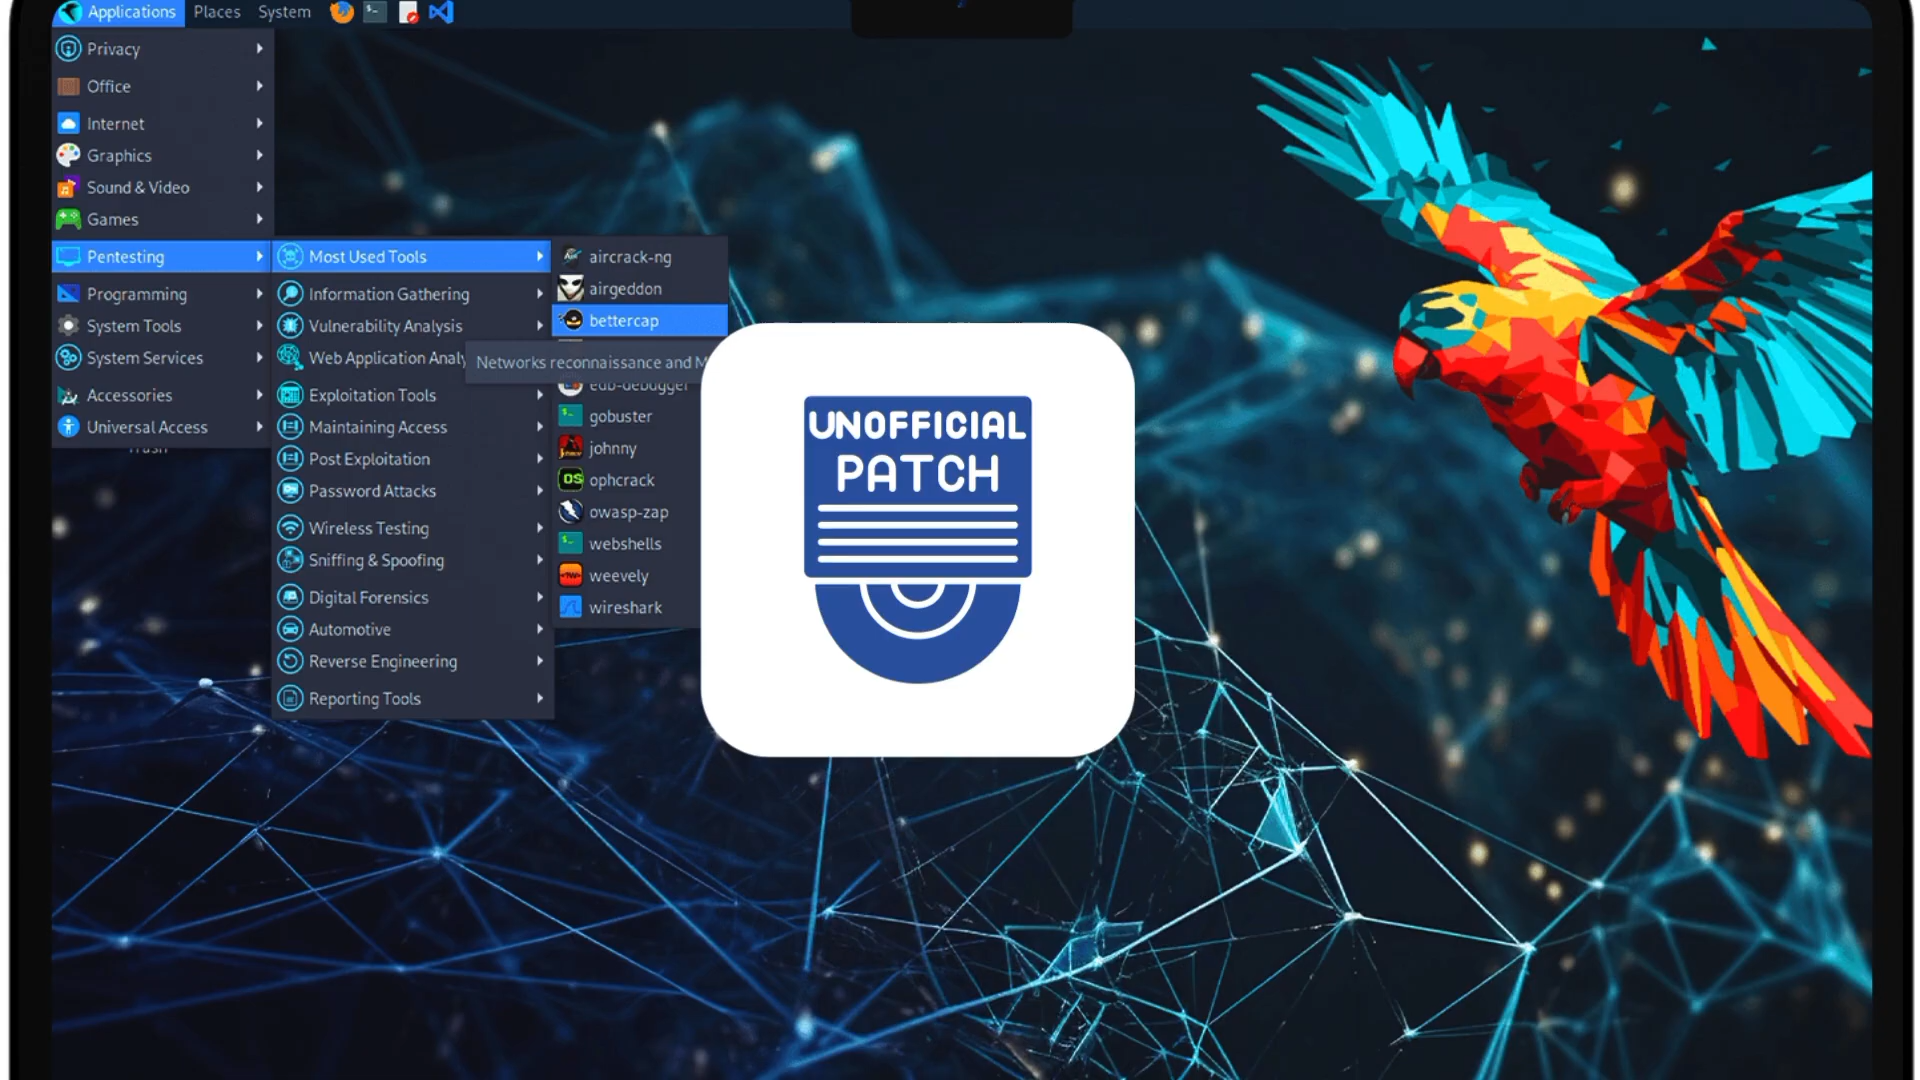 Applications Places System
Privacy
Office
Internet
Graphics
Sound & Video
Games
Pentesting
Programming
System Tools
System Services
Accessories
Universal Access
Most Used Tools
Information Gathering
Vulnerability Analysis
Web Application Analy
Exploitation Tools
Maintaining Access
Post Exploitation
Password Attacks
Wireless Testing
Sniffing & Spoofing
Digital Forensics
Automotive
Reverse Engineering
Reporting Tools
aircrack-ng
airgeddon
bettercap
Networks reconnaissance and M
edb-debugger
gobuster
johnny
ophcrack
owasp-zap
webshells
weevely
wireshark
UNOFFICIAL
PATCH